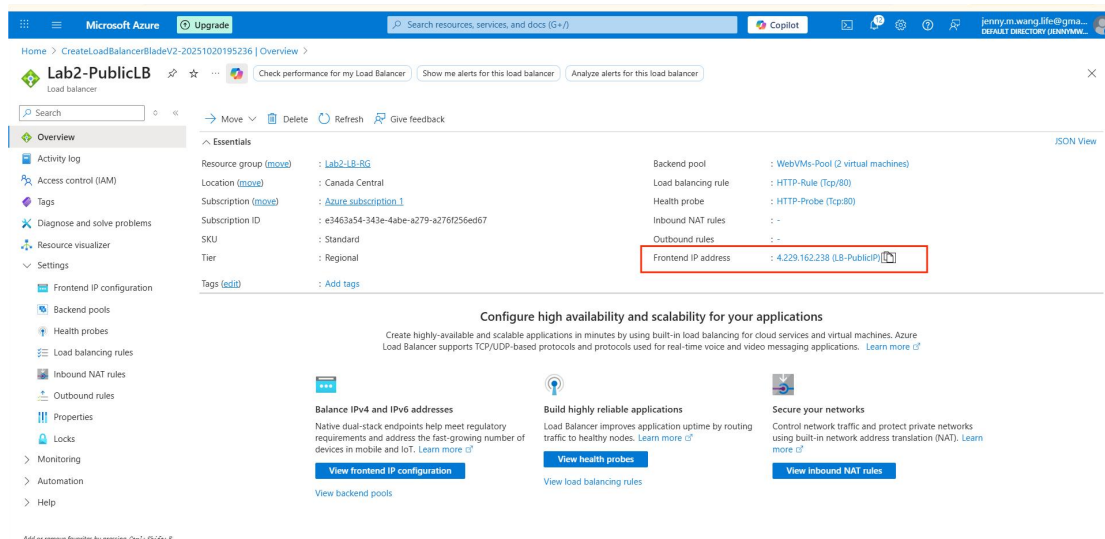 Microsoft Azure
Upgrade
Search resources, services, and docs (G+/)
Copilot
12
jenny.m.wang.life@gma...
DEFAULT DIRECTORY (JENNYMW...
Home > CreateLoadBalancerBladeV2-20251020195236 | Overview >
Lab2-PublicLB
Load balancer
Check performance for my Load Balancer
Show me alerts for this load balancer
Analyze alerts for this load balancer
Search
Overview
Activity log
Access control (IAM)
Tags
Diagnose and solve problems
Resource visualizer
Settings
Frontend IP configuration
Backend pools
Health probes
Load balancing rules
Inbound NAT rules
Outbound rules
Properties
Locks
Monitoring
Automation
Help
Add or remove favorites by pressing Ctrl+Shift+F
Move Delete Refresh Give feedback
Essentials
JSON View
Resource group (move) : Lab2-LB-RG
Location (move) : Canada Central
Subscription (move) : Azure subscription 1
Subscription ID : e3463a54-343e-4abe-a279-a276f256ed67
SKU : Standard
Tier : Regional
Tags (edit) : Add tags
Backend pool : WebVMs-Pool (2 virtual machines)
Load balancing rule : HTTP-Rule (Tcp/80)
Health probe : HTTP-Probe (Tcp:80)
Inbound NAT rules : -
Outbound rules : -
Frontend IP address : 4.229.162.238 (LB-PublicIP)
Configure high availability and scalability for your applications
Create highly-available and scalable applications in minutes by using built-in load balancing for cloud services and virtual machines. Azure
Load Balancer supports TCP/UDP-based protocols and protocols used for real-time voice and video messaging applications. Learn more
Balance IPv4 and IPv6 addresses
Native dual-stack endpoints help meet regulatory
requirements and address the fast-growing number of
devices in mobile and IoT. Learn more
View frontend IP configuration
View backend pools
Build highly reliable applications
Load Balancer improves application uptime by routing
traffic to healthy nodes. Learn more
View health probes
View load balancing rules
Secure your networks
Control network traffic and protect private networks
using built-in network address translation (NAT). Learn
more
View inbound NAT rules